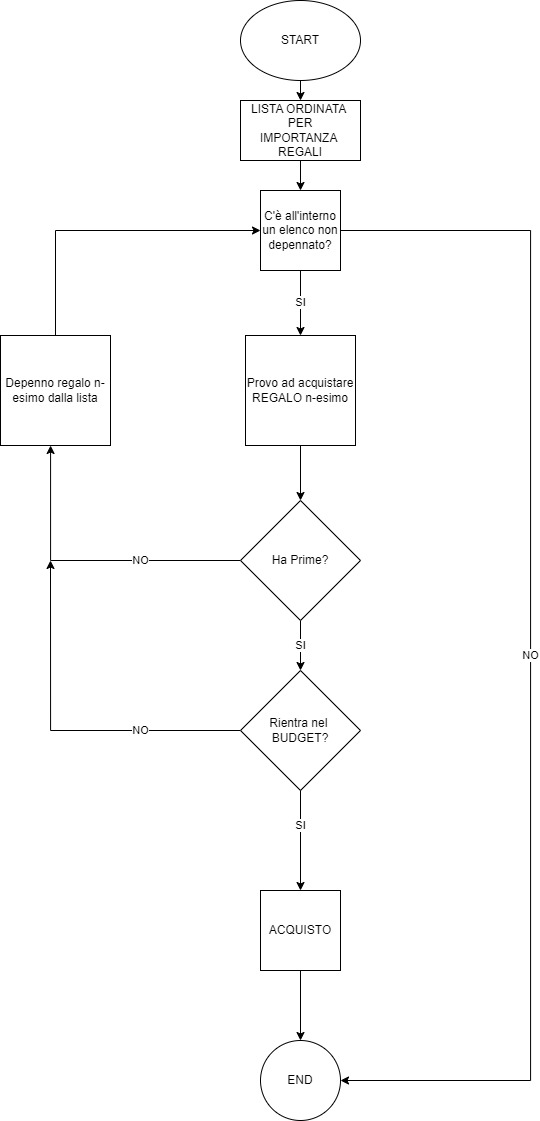 START
LISTA ORDINATA
PER
IMPORTANZA
REGALI
C'è all'interno
un elenco non
depennato?
SI
Depenno regalo n-
esimo dalla lista
Provo ad acquistare
REGALO n-esimo
Ha Prime?
NO
SI
NO
Rientra nel
BUDGET?
NO
SI
ACQUISTO
END